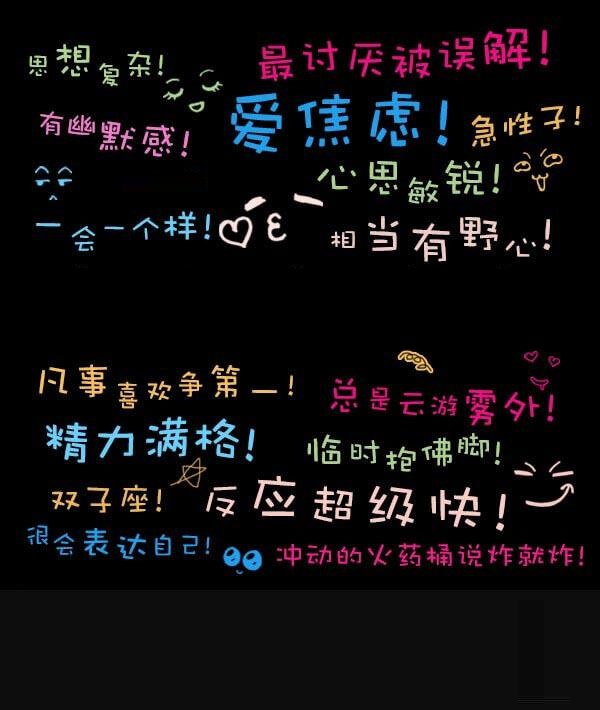 思想复杂!
最讨厌被误解!
有幽默感!
爱焦虑!
急性子!
心思敏锐!
一会一个样!
相当有野心!
凡事喜欢争第一!
总是云游雾外!
精力满格!
临时抱佛脚!
双子座!
反应超级快!
很会表达自己!
冲动的火药桶说炸就炸!